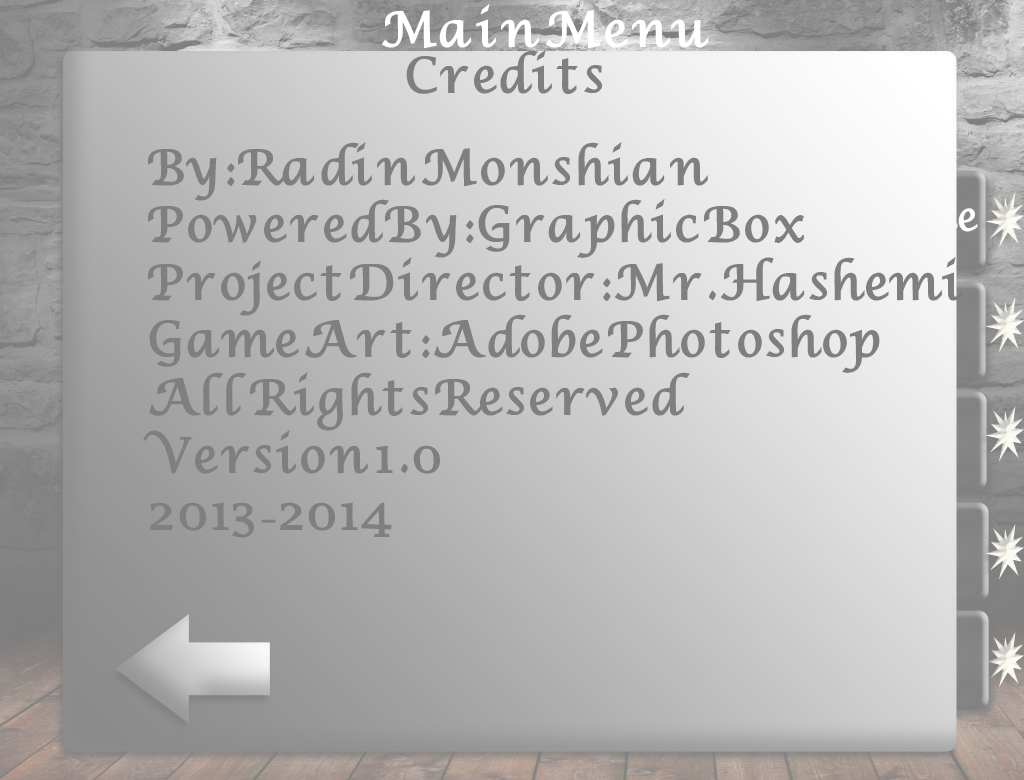 MainMenu
Credits
By:RadinMonshian
PoweredBy:GraphicBox
e
ProjectDirector:Mr.Hashemi
GameArt:AdobePhotoshop
AllRightsReserved
Version1.0
2013-2014